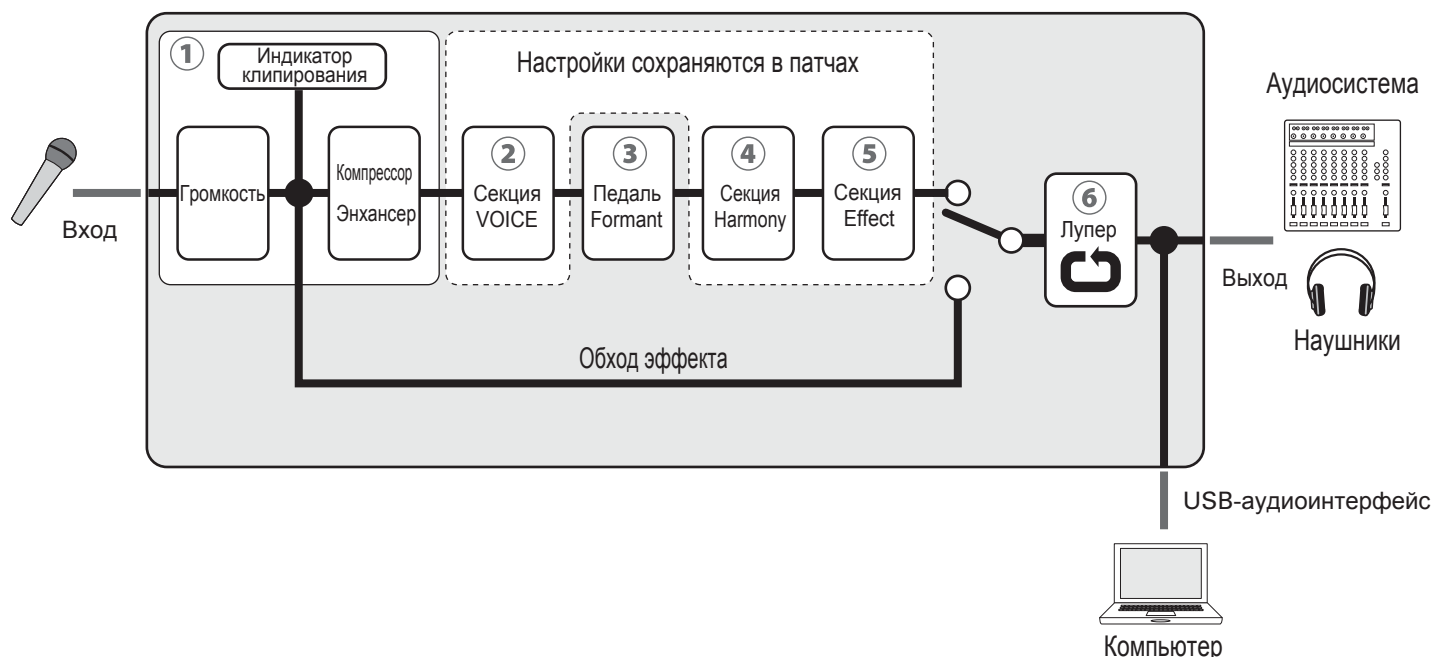 ①
Индикатор
клипирования
Настройки сохраняются в патчах
Аудиосистема
Вход
Громкость
Компрессор
Энхансер
②
Секция
VOICE
③
Педаль
Formant
④
Секция
Harmony
⑤
Секция
Effect
⑥
Лупер
Выход
Наушники
Обход эффекта
USB-аудиоинтерфейс
Компьютер